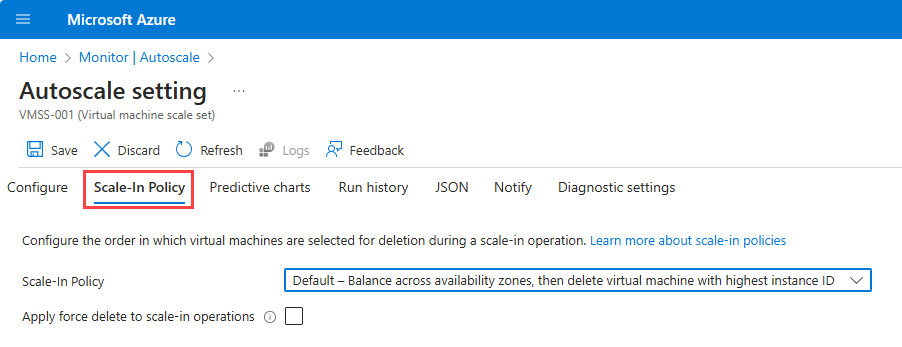 Microsoft Azure
Home > Monitor | Autoscale >
Autoscale setting ...
VMSS-001 (Virtual machine scale set)
Save Discard Refresh Logs Feedback
Configure Scale-In Policy Predictive charts Run history JSON Notify Diagnostic settings
Configure the order in which virtual machines are selected for deletion during a scale-in operation. Learn more about scale-in policies
Scale-In Policy Default – Balance across availability zones, then delete virtual machine with highest instance ID
Apply force delete to scale-in operations